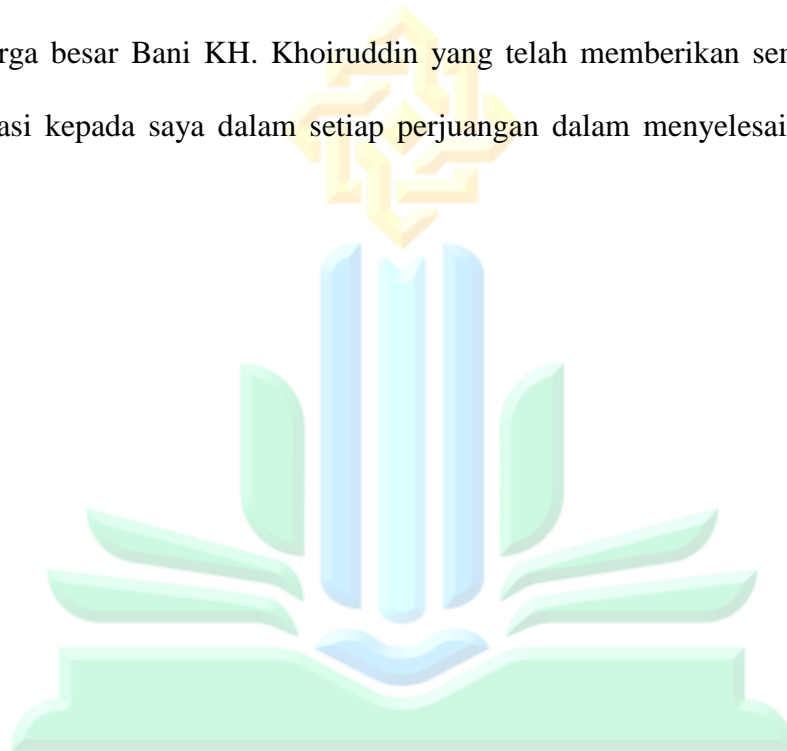 rga besar Bani KH. Khoiruddin yang telah memberikan ser
asi kepada saya dalam setiap perjuangan dalam menyelesai